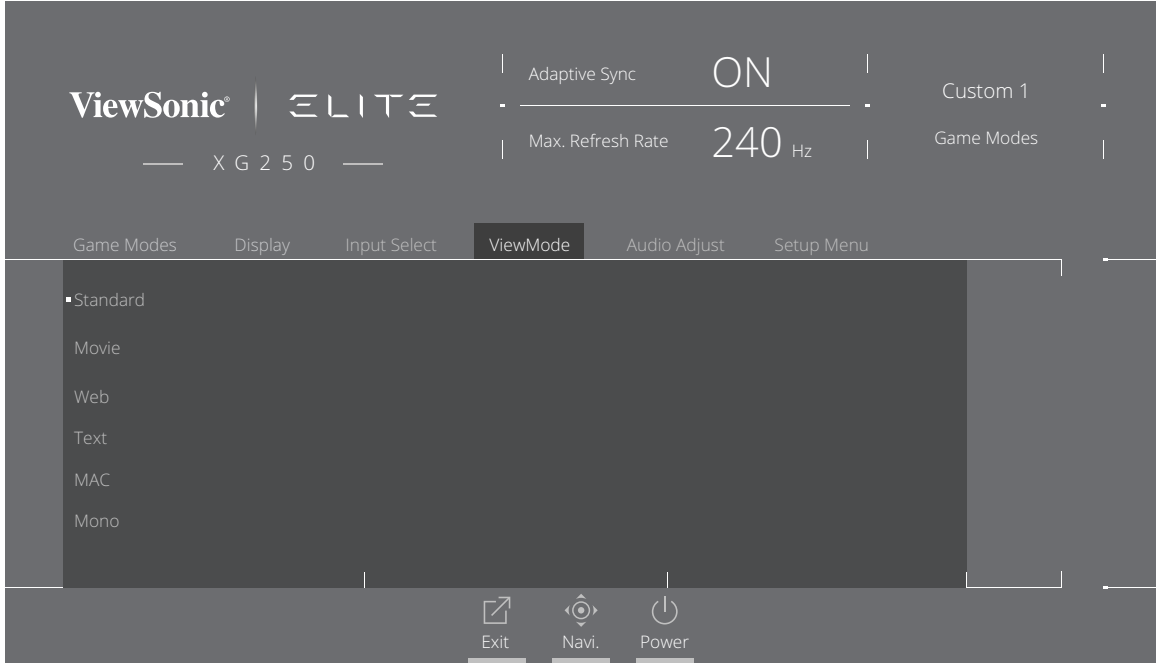 ViewSonic® ELITE
XG250
Adaptive Sync ON
Max. Refresh Rate 240 Hz
Custom 1
Game Modes
Game Modes Display Input Select ViewMode Audio Adjust Setup Menu
Standard
Movie
Web
Text
MAC
Mono
Exit Navi. Power